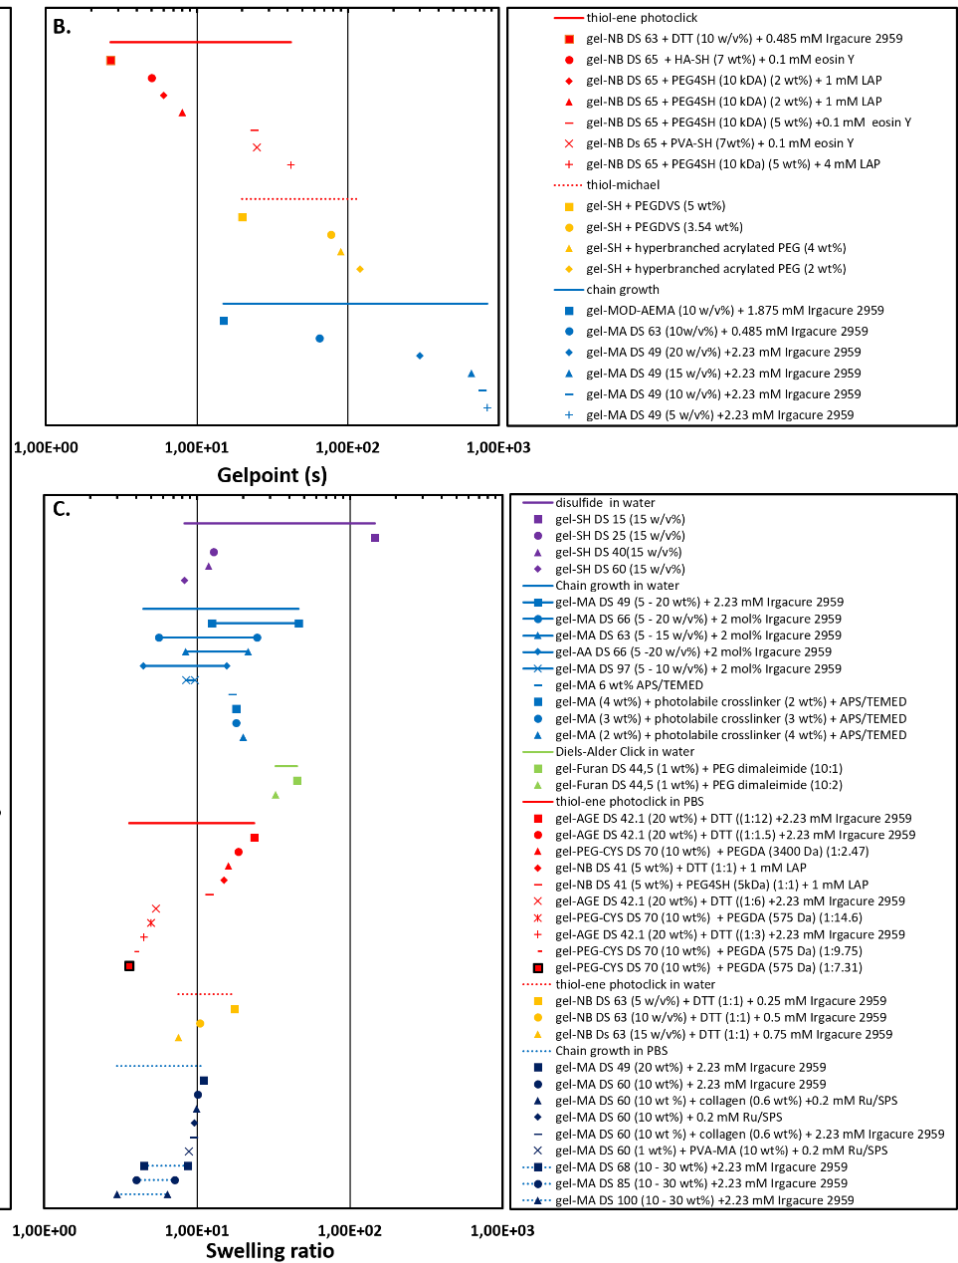 B.
thiol-ene photoclick
gel-NB DS 63 + DTT (10 w/v%) + 0.485 mM Irgacure 2959
gel-NB DS 65 + HA-SH (7 wt%) + 0.1 mM eosin Y
gel-NB DS 65 + PEG4SH (10 kDA) (2 wt%) + 1 mM LAP
gel-NB DS 65 + PEG4SH (10 kDA) (2 wt%) + 1 mM LAP
gel-NB DS 65 + PEG4SH (10 kDA) (5 wt%) +0.1 mM eosin Y
gel-NB Ds 65 + PVA-SH (7wt%) + 0.1 mM eosin Y
gel-NB DS 65 + PEG4SH (10 kDa) (5 wt%) + 4 mM LAP
thiol-michael
gel-SH + PEGDVS (5 wt%)
gel-SH + PEGDVS (3.54 wt%)
gel-SH + hyperbranched acrylated PEG (4 wt%)
gel-SH + hyperbranched acrylated PEG (2 wt%)
chain growth
gel-MOD-AEMA (10 w/v%) + 1.875 mM Irgacure 2959
gel-MA DS 63 (10w/v%) + 0.485 mM Irgacure 2959
gel-MA DS 49 (20 w/v%) +2.23 mM Irgacure 2959
gel-MA DS 49 (15 w/v%) +2.23 mM Irgacure 2959
gel-MA DS 49 (10 w/v%) +2.23 mM Irgacure 2959
gel-MA DS 49 (5 w/v%) +2.23 mM Irgacure 2959
1,00E+00 1,00E+01 1,00E+02 1,00E+03
Gelpoint (s)
C.
disulfide in water
gel-SH DS 15 (15 w/v%)
gel-SH DS 25 (15 w/v%)
gel-SH DS 40(15 w/v%)
gel-SH DS 60 (15 w/v%)
Chain growth in water
gel-MA DS 49 (5 - 20 wt%) + 2.23 mM Irgacure 2959
gel-MA DS 66 (5 - 20 w/v%) + 2 mol% Irgacure 2959
gel-MA DS 63 (5 - 15 w/v%) + 2 mol% Irgacure 2959
gel-AA DS 66 (5 -20 w/v%) +2 mol% Irgacure 2959
gel-MA DS 97 (5 - 10 w/v%) + 2 mol% Irgacure 2959
gel-MA 6 wt% APS/TEMED
gel-MA (4 wt%) + photolabile crosslinker (2 wt%) + APS/TEMED
gel-MA (3 wt%) + photolabile crosslinker (3 wt%) + APS/TEMED
gel-MA (2 wt%) + photolabile crosslinker (4 wt%) + APS/TEMED
Diels-Alder Click in water
gel-Furan DS 44,5 (1 wt%) + PEG dimaleimide (10:1)
gel-Furan DS 44,5 (1 wt%) + PEG dimaleimide (10:2)
thiol-ene photoclick in PBS
gel-AGE DS 42.1 (20 wt%) + DTT ((1:12) +2.23 mM Irgacure 2959
gel-AGE DS 42.1 (20 wt%) + DTT ((1:1.5) +2.23 mM Irgacure 2959
gel-PEG-CYS DS 70 (10 wt%) + PEGDA (3400 Da) (1:2.47)
gel-NB DS 41 (5 wt%) + DTT (1:1) + 1 mM LAP
gel-NB DS 41 (5 wt%) + PEG4SH (5kDa) (1:1) + 1 mM LAP
gel-AGE DS 42.1 (20 wt%) + DTT ((1:6) +2.23 mM Irgacure 2959
gel-PEG-CYS DS 70 (10 wt%) + PEGDA (575 Da) (1:14.6)
gel-AGE DS 42.1 (20 wt%) + DTT ((1:3) +2.23 mM Irgacure 2959
gel-PEG-CYS DS 70 (10 wt%) + PEGDA (575 Da) (1:9.75)
gel-PEG-CYS DS 70 (10 wt%) + PEGDA (575 Da) (1:7.31)
thiol-ene photoclick in water
gel-NB DS 63 (5 w/v%) + DTT (1:1) + 0.25 mM Irgacure 2959
gel-NB DS 63 (10 w/v%) + DTT (1:1) + 0.5 mM Irgacure 2959
gel-NB Ds 63 (15 w/v%) + DTT (1:1) + 0.75 mM Irgacure 2959
Chain growth in PBS
gel-MA DS 49 (20 wt%) + 2.23 mM Irgacure 2959
gel-MA DS 60 (10 wt%) + 2.23 mM Irgacure 2959
gel-MA DS 60 (10 wt %) + collagen (0.6 wt%) +0.2 mM Ru/SPS
gel-MA DS 60 (10 wt%) + 0.2 mM Ru/SPS
gel-MA DS 60 (10 wt %) + collagen (0.6 wt%) + 2.23 mM Irgacure 2959
gel-MA DS 60 (1 wt%) + PVA-MA (10 wt%) + 0.2 mM Ru/SPS
gel-MA DS 68 (10 - 30 wt%) +2.23 mM Irgacure 2959
gel-MA DS 85 (10 - 30 wt%) +2.23 mM Irgacure 2959
gel-MA DS 100 (10 - 30 wt%) +2.23 mM Irgacure 2959
1,00E+00 1,00E+01 1,00E+02 1,00E+03
Swelling ratio